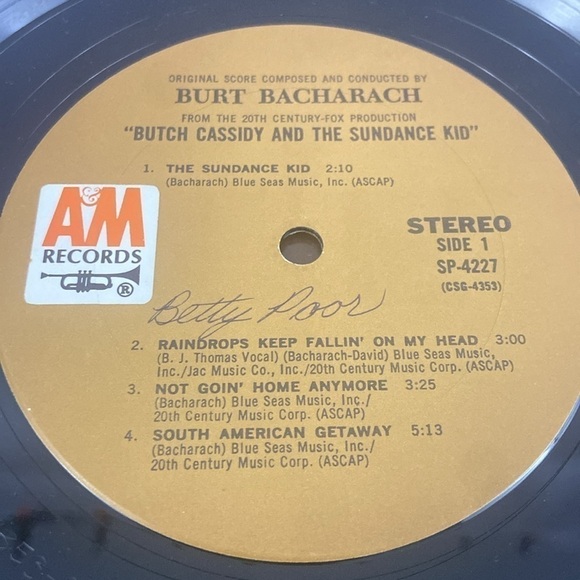 ORIGINAL SCORE COMPOSED AND CONDUCTED BY
BURT BACHARACH
FROM THE 20TH CENTURY-FOX PRODUCTION
"BUTCH CASSIDY AND THE SUNDANCE KID"
1. THE SUNDANCE KID 2:10
(Bacharach) Blue Seas Music, Inc. (ASCAP)
A&M
RECORDS
®
STEREO
SIDE 1
SP-4227
(CSG-4353)
Betty Poor
2. RAINDROPS KEEP FALLIN' ON MY HEAD 3:00
(B. J. Thomas Vocal) (Bacharach-David) Blue Seas Music,
Inc./Jac Music Co., Inc./20th Century Music Corp. (ASCAP)
3. NOT GOIN' HOME ANYMORE 3:25
(Bacharach) Blue Seas Music, Inc./
20th Century Music Corp. (ASCAP)
4. SOUTH AMERICAN GETAWAY 5:13
(Bacharach) Blue Seas Music, Inc./
20th Century Music Corp. (ASCAP)